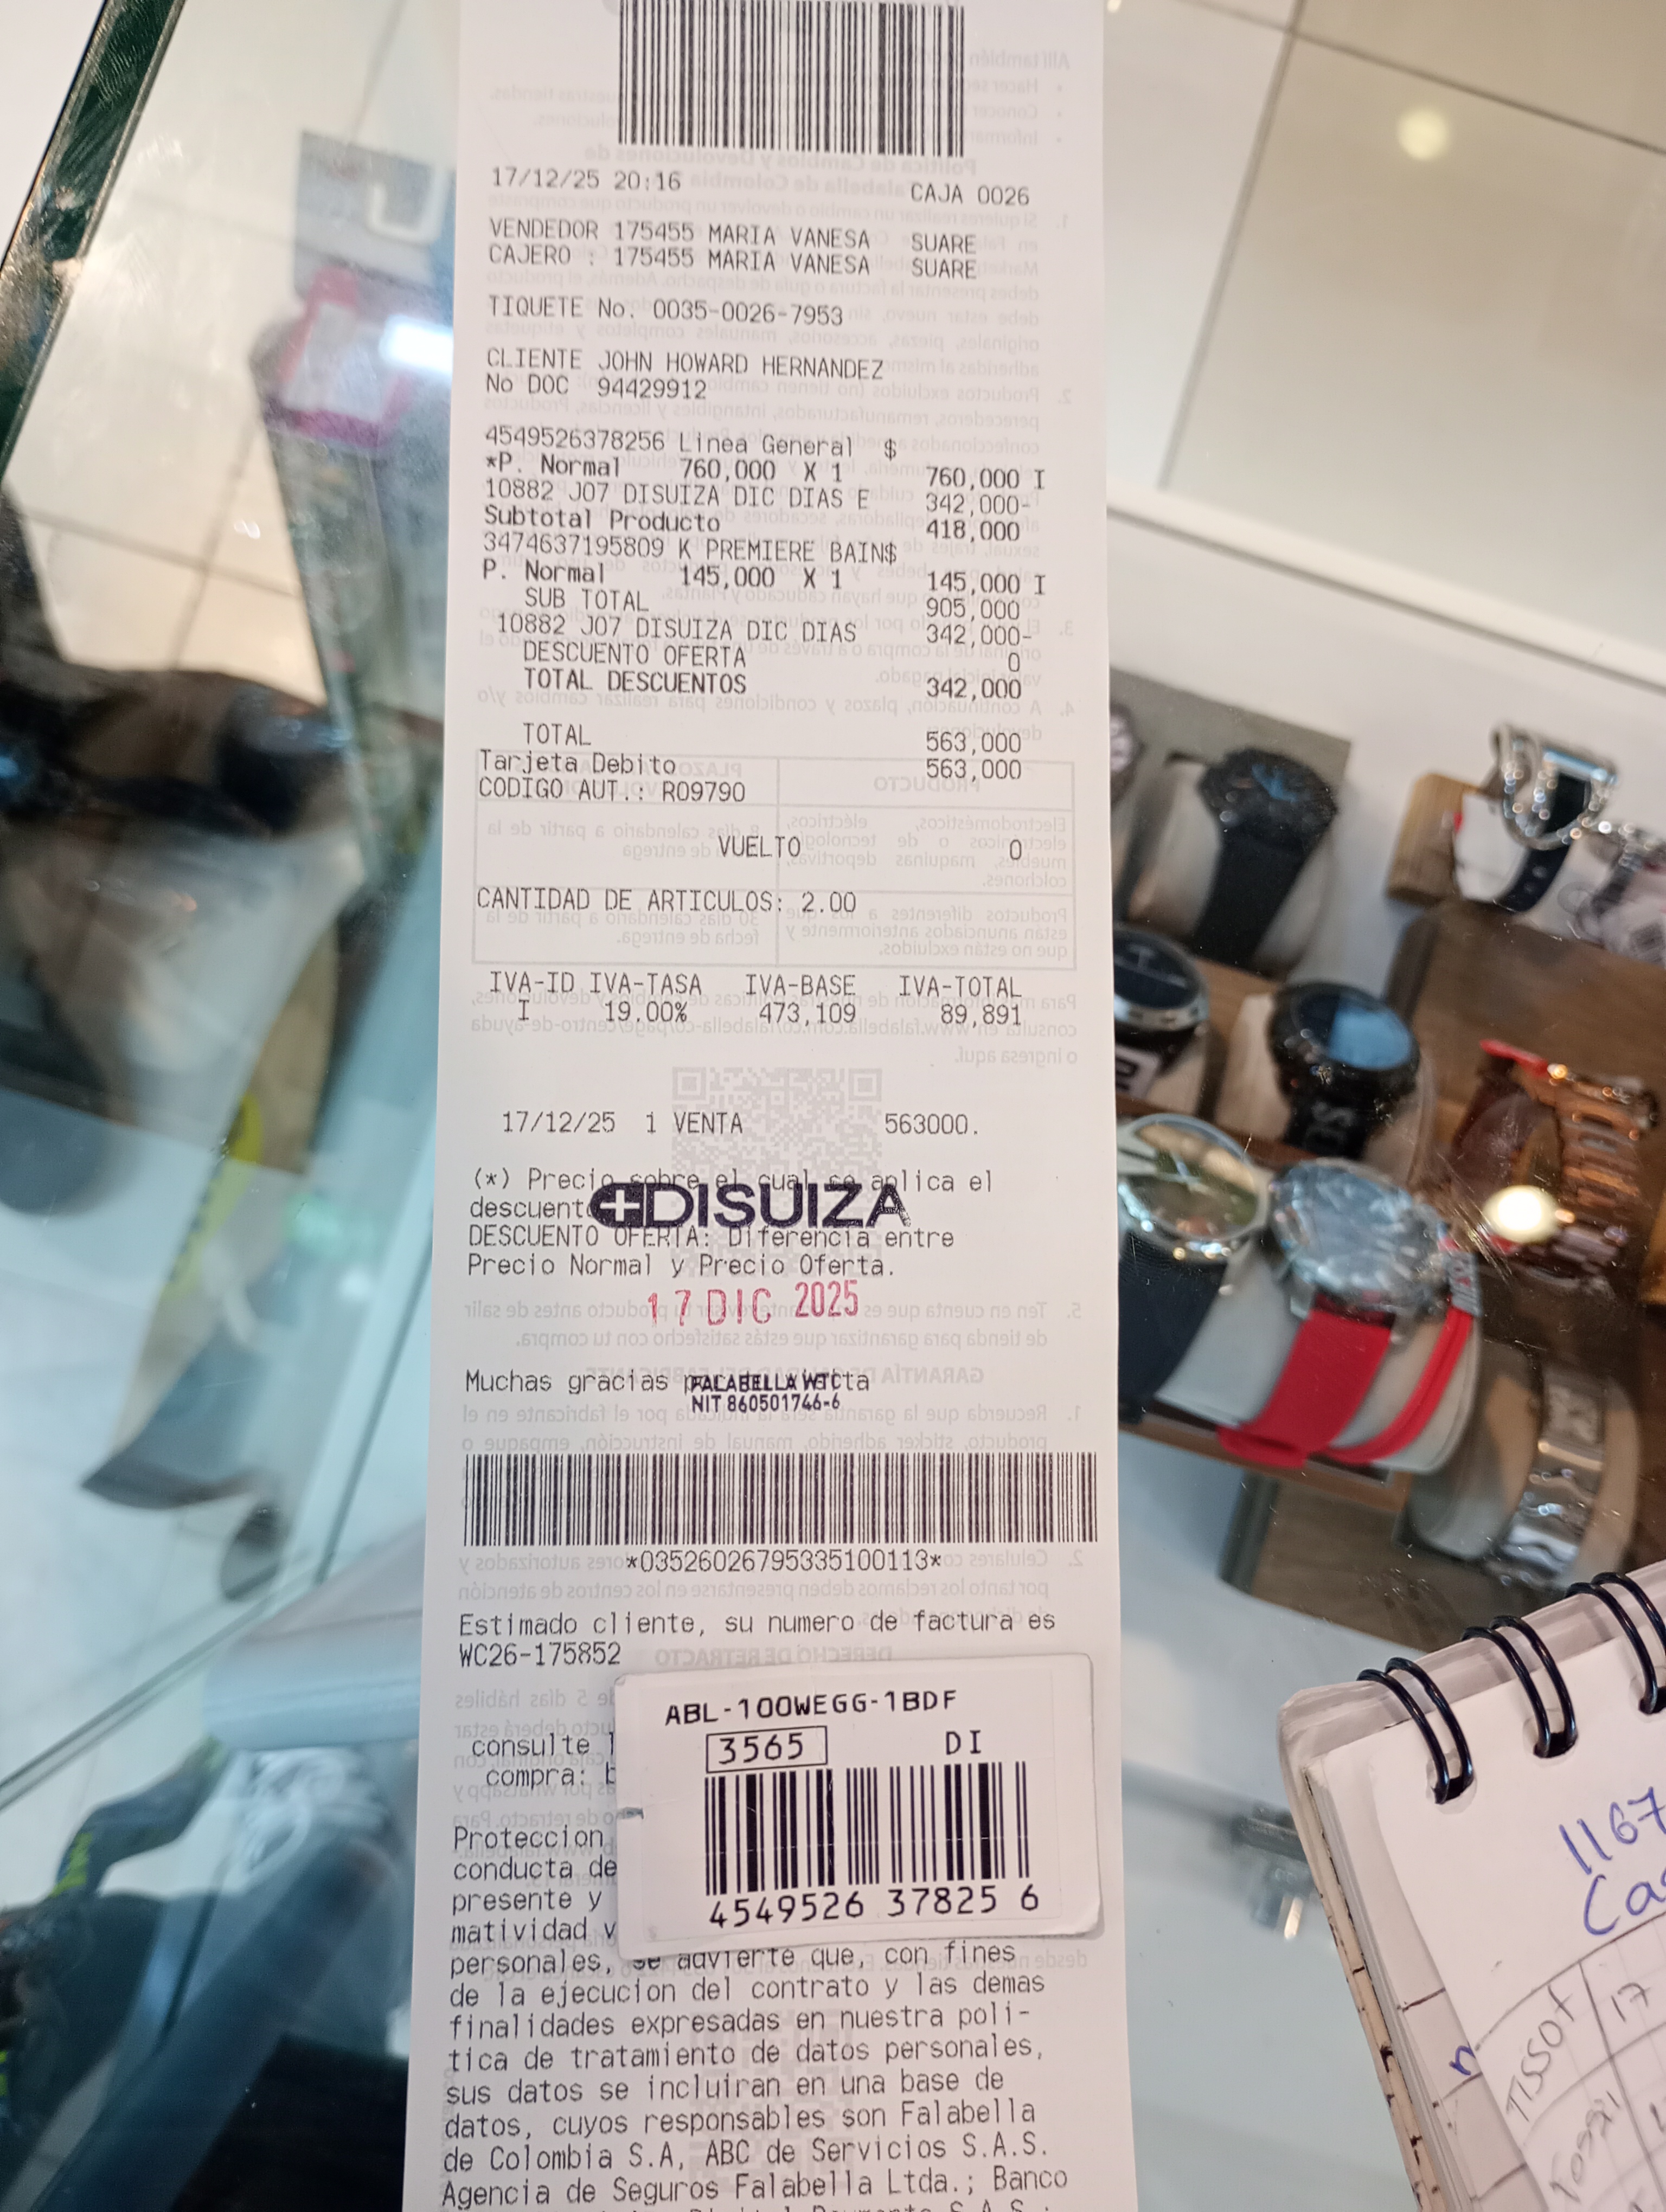 17/12/25 20:16 CAJA 0026
VENDEDOR 175455 MARIA VANESA SUARE
CAJERO : 175455 MARIA VANESA SUARE
TIQUETE No. 0035-0026-7953
CLIENTE JOHN HOWARD HERNANDEZ
No DOC 94429912
4549526378256 Linea General $
*P. Normal 760,000 X 1 760,000 I
10882 J07 DISUIZA DIC DIAS E 342,000-
Subtotal Producto 418,000
3474637195809 K PREMIERE BAIN$
P. Normal 145,000 X 1 145,000 I
SUB TOTAL 905,000
10882 J07 DISUIZA DIC DIAS 342,000-
DESCUENTO OFERTA 0
TOTAL DESCUENTOS 342,000
TOTAL 563,000
Tarjeta Debito 563,000
CODIGO AUT.: R09790
VUELTO 0
CANTIDAD DE ARTICULOS: 2.00
IVA-ID IVA-TASA IVA-BASE IVA-TOTAL
I 19.00% 473,109 89,891
17/12/25 1 VENTA 563000.
(*) Precio sobre el cual se aplica el
descuent
DISUIZA
DESCUENTO OFERTA: Diferencia entre
Precio Normal y Precio Oferta.
17 DIC 2025
Muchas gracias
FALABELLA WTC
NIT 860501746-6
*03526026795335100113*
Estimado cliente, su numero de factura es
WC26-175852
ABL-100WEGG-1BDF
3565 DI
4549526 37825 6
consulte
compra:
Proteccion
conducta de
presente y
matividad v
personales, se advierte que, con fines
de la ejecucion del contrato y las demas
finalidades expresadas en nuestra poli-
tica de tratamiento de datos personales,
sus datos se incluiran en una base de
datos, cuyos responsables son Falabella
de Colombia S.A, ABC de Servicios S.A.S.
Agencia de Seguros Falabella Ltda.; Banco
1167
Ca
TISSOT 17